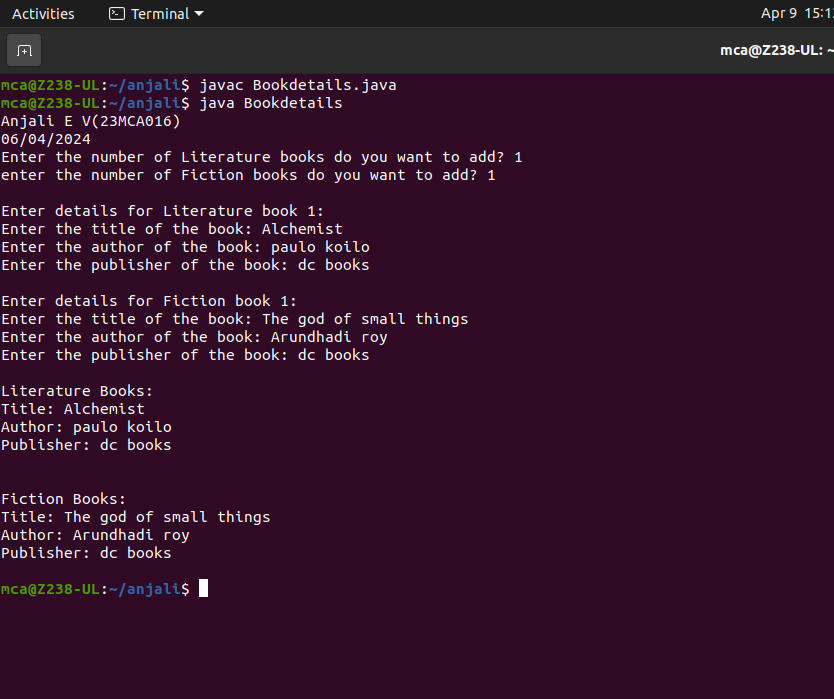 Activities
Terminal
Apr 9 15:1
mca@Z238-UL: ~
mca@Z238-UL:~/anjali$ javac Bookdetails.java
mca@Z238-UL:~/anjali$ java Bookdetails
Anjali E V(23MCA016)
06/04/2024
Enter the number of Literature books do you want to add? 1
enter the number of Fiction books do you want to add? 1
Enter details for Literature book 1:
Enter the title of the book: Alchemist
Enter the author of the book: paulo koilo
Enter the publisher of the book: dc books
Enter details for Fiction book 1:
Enter the title of the book: The god of small things
Enter the author of the book: Arundhadi roy
Enter the publisher of the book: dc books
Literature Books:
Title: Alchemist
Author: paulo koilo
Publisher: dc books
Fiction Books:
Title: The god of small things
Author: Arundhadi roy
Publisher: dc books
mca@Z238-UL:~/anjali$